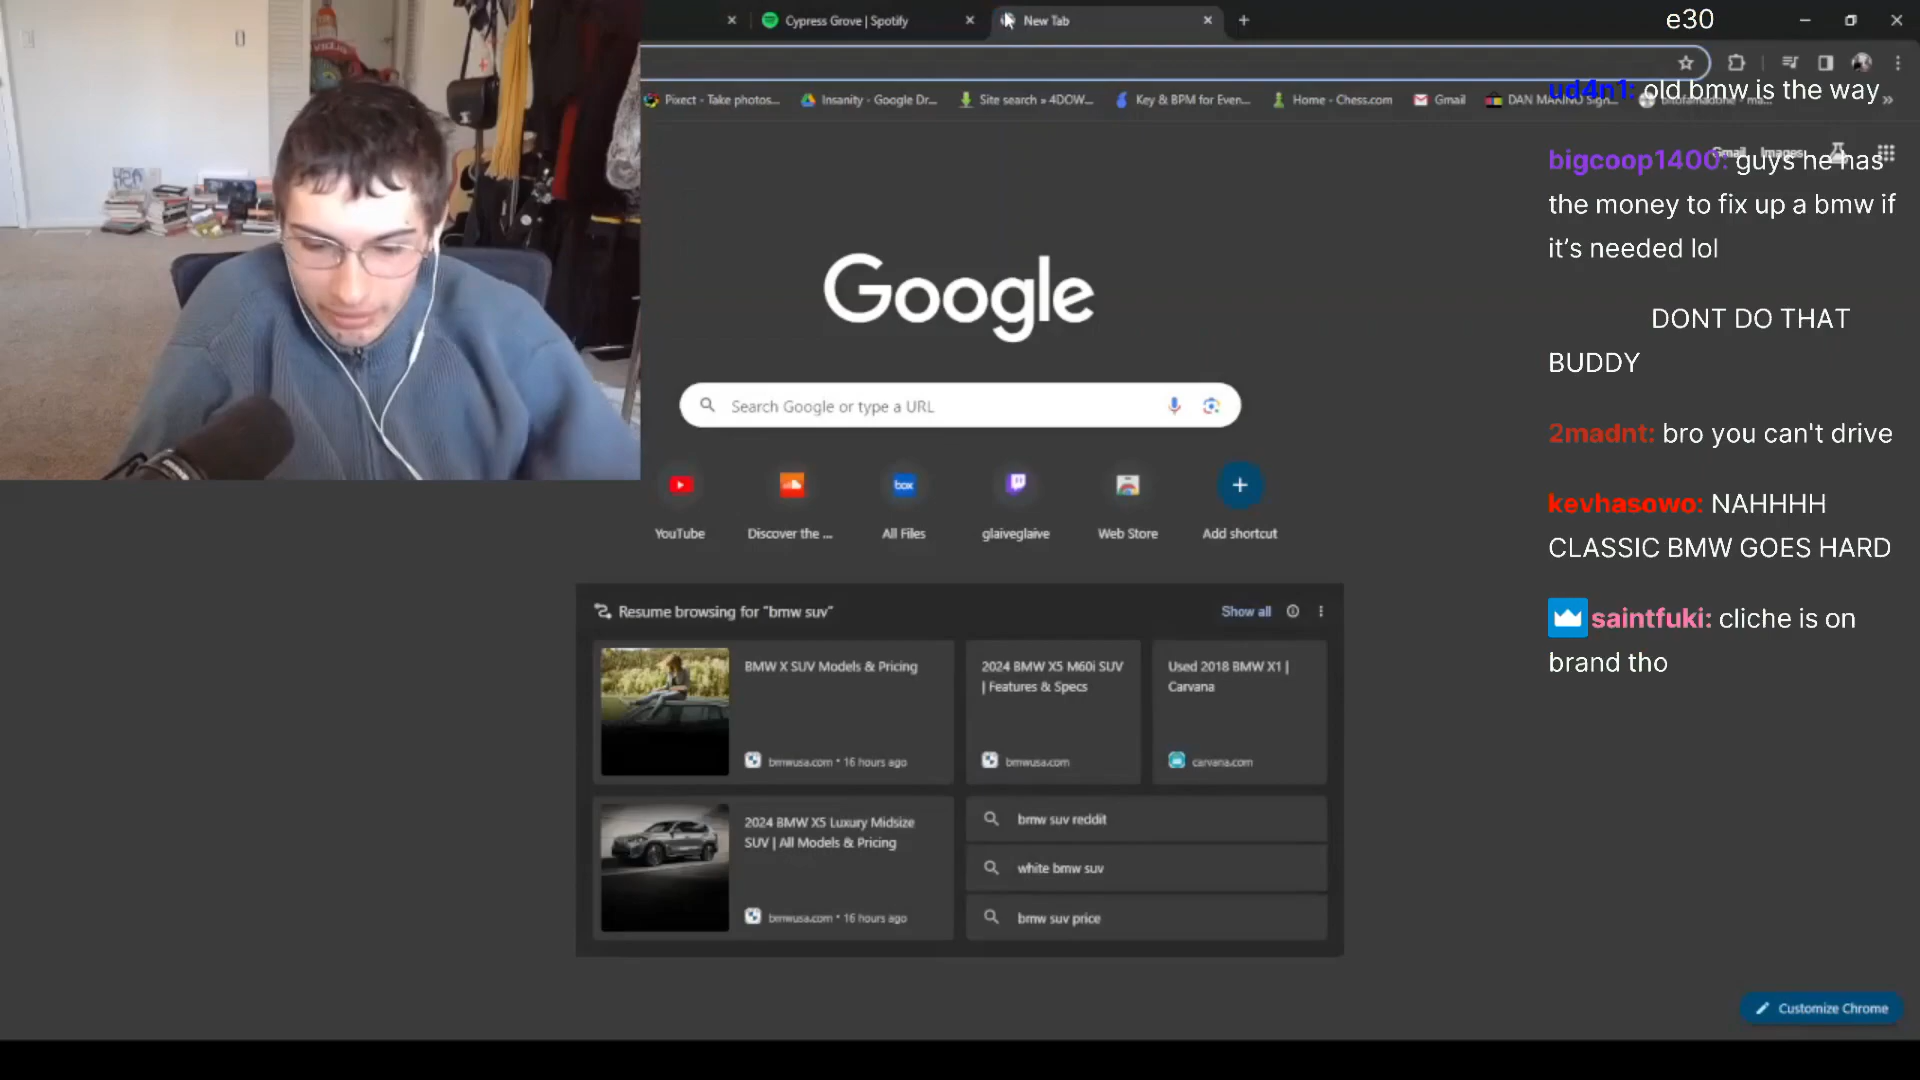 Cypress Grove | Spotify
New Tab
e30
Pixect - Take photos...
Insanity - Google Dr...
Site search » 4DOW...
Key & BPM for Even...
Home - Chess.com
Gmail
DAN MAKINO Sign...
ud4n1: old bmw is the way
Gmail
Images
bigcoop1400: guys he has
the money to fix up a bmw if
it's needed lol
DONT DO THAT
BUDDY
2madnt: bro you can't drive
kevhasowo: NAHHHH
CLASSIC BMW GOES HARD
saintfuki: cliche is on
brand tho
Google
Search Google or type a URL
box
YouTube
Discover the ...
All Files
glaiveglaive
Web Store
Add shortcut
Resume browsing for "bmw suv"
Show all
BMW X SUV Models & Pricing
bmwusa.com • 16 hours ago
2024 BMW X5 M60i SUV
| Features & Specs
bmwusa.com
Used 2018 BMW X1 |
Carvana
carvana.com
2024 BMW X5 Luxury Midsize
SUV | All Models & Pricing
bmwusa.com • 16 hours ago
bmw suv reddit
white bmw suv
bmw suv price
Customize Chrome